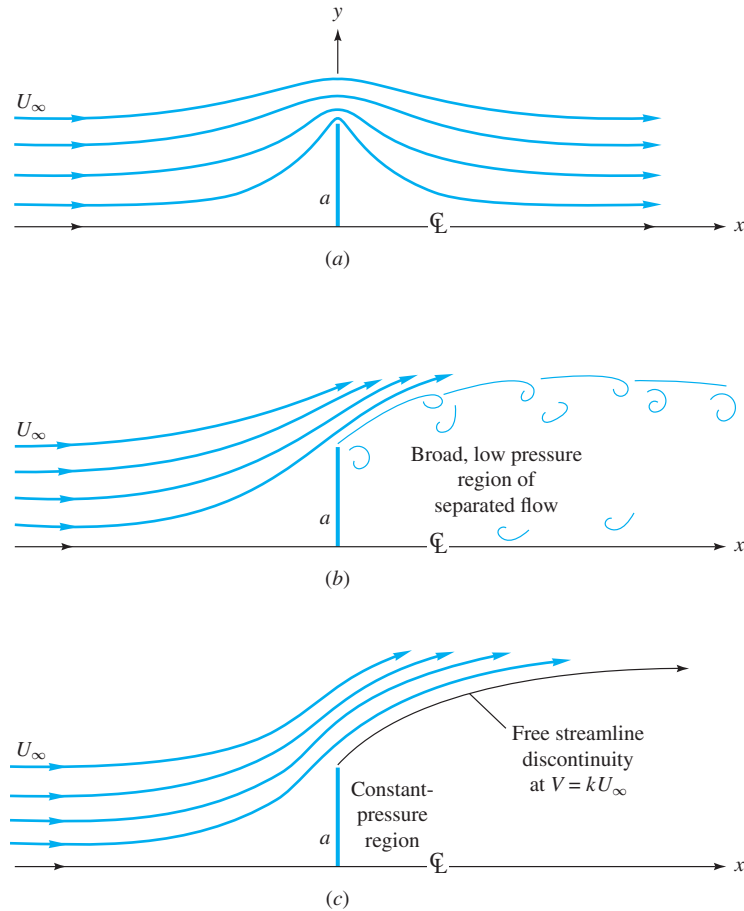 y
U∞
a
℄
x
(a)
U∞
Broad, low pressure
region of
separated flow
a
℄
x
(b)
U∞
Free streamline
discontinuity
at V = kU∞
Constant-
pressure
region
a
℄
x
(c)